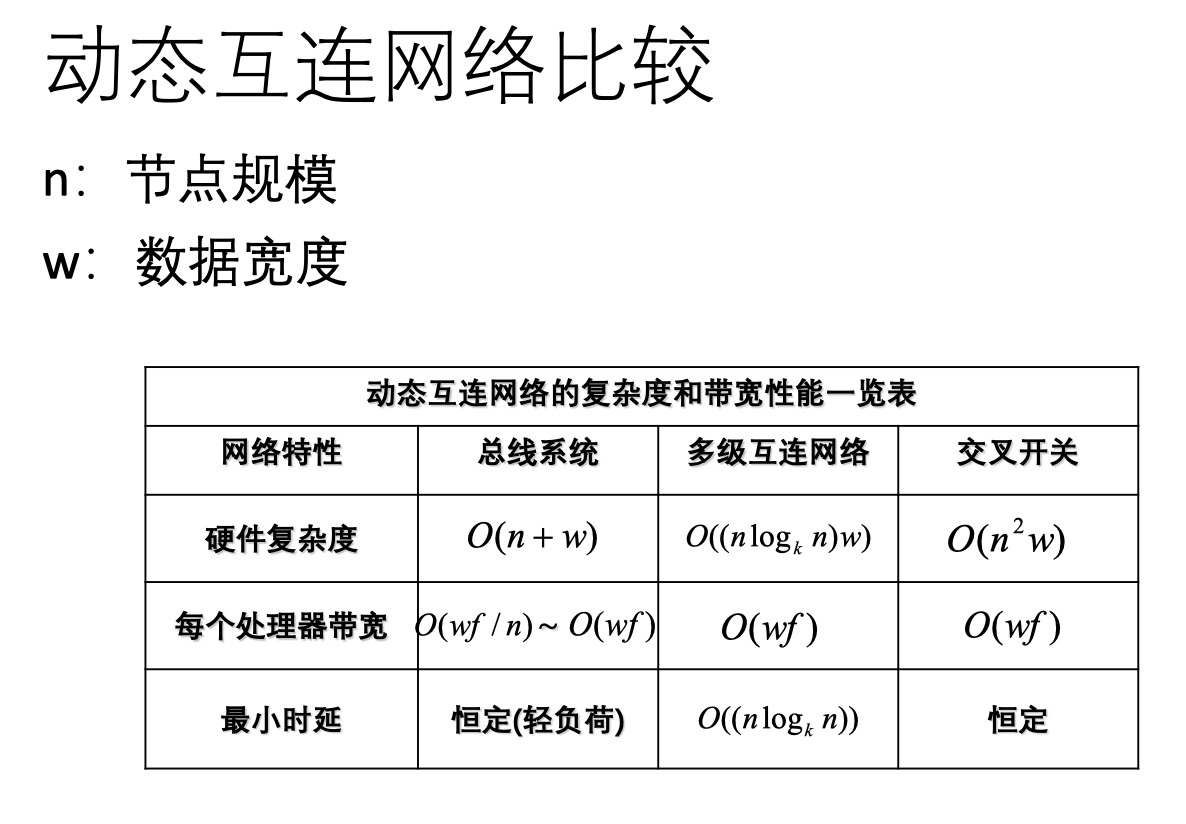 动态互连网络比较
n：节点规模
w：数据宽度
动态互连网络的复杂度和带宽性能一览表
网络特性 总线系统 多级互连网络 交叉开关
硬件复杂度 O(n + w) O((n log_k n)w) O(n²w)
每个处理器带宽 O(wf / n) ~ O(wf) O(wf) O(wf)
最小时延 恒定(轻负荷) O((n log_k n)) 恒定